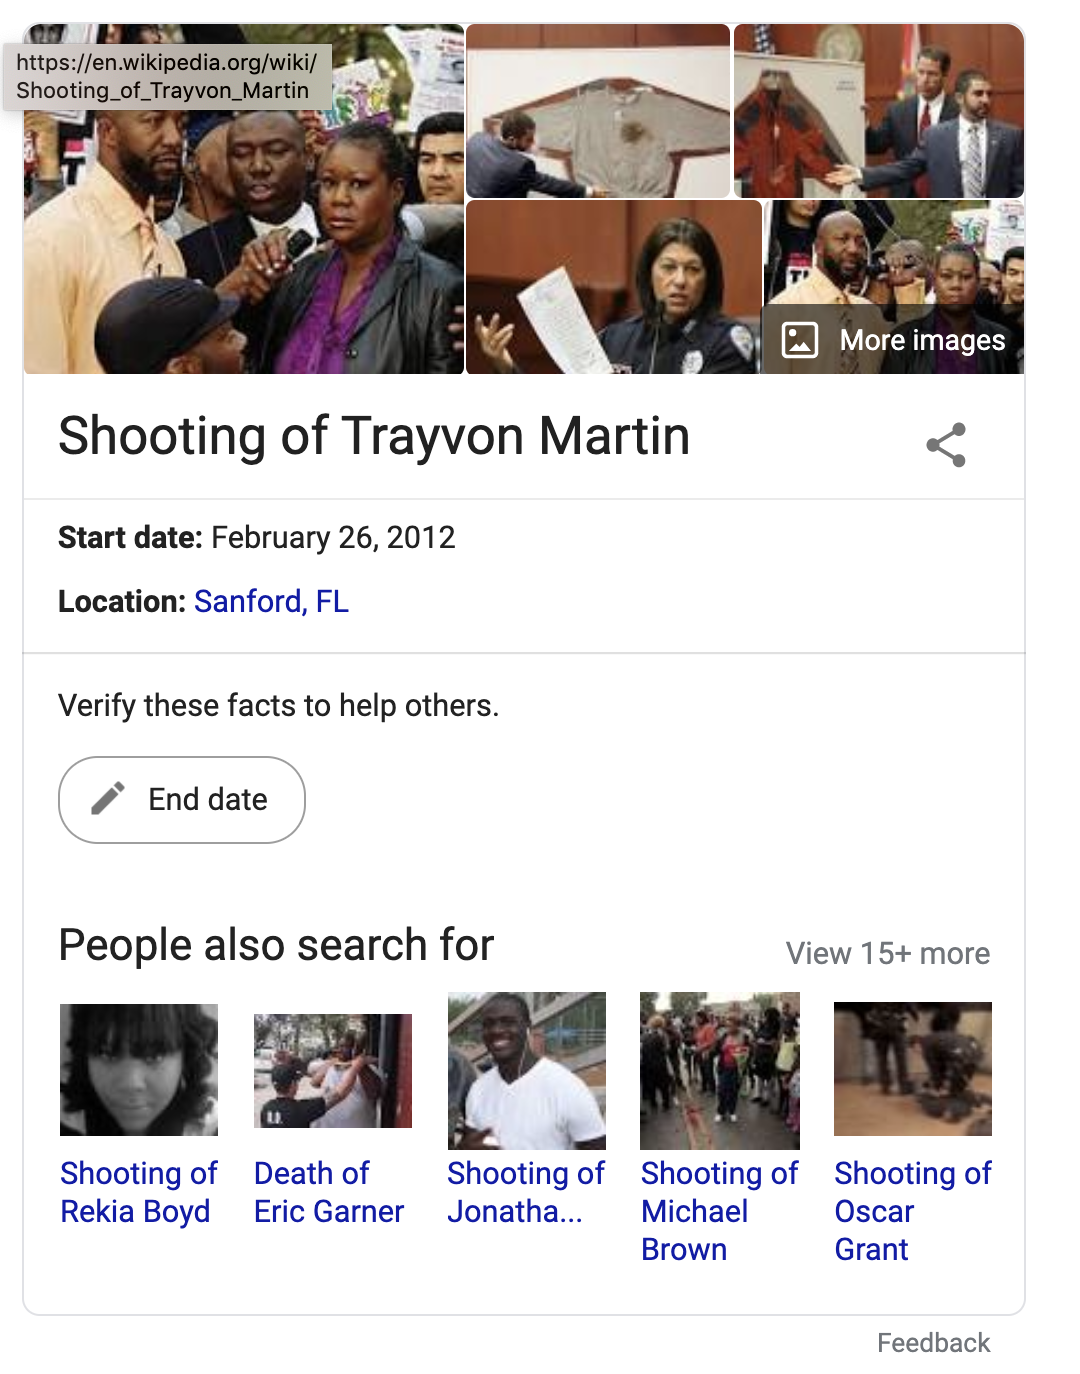 https://en.wikipedia.org/wiki/
Shooting_of_Trayvon_Martin
More images
Shooting of Trayvon Martin
Start date: February 26, 2012
Location: Sanford, FL
Verify these facts to help others.
End date
People also search for
View 15+ more
Shooting of
Rekia Boyd
Death of
Eric Garner
Shooting of
Jonatha...
Shooting of
Michael
Brown
Shooting of
Oscar
Grant
Feedback